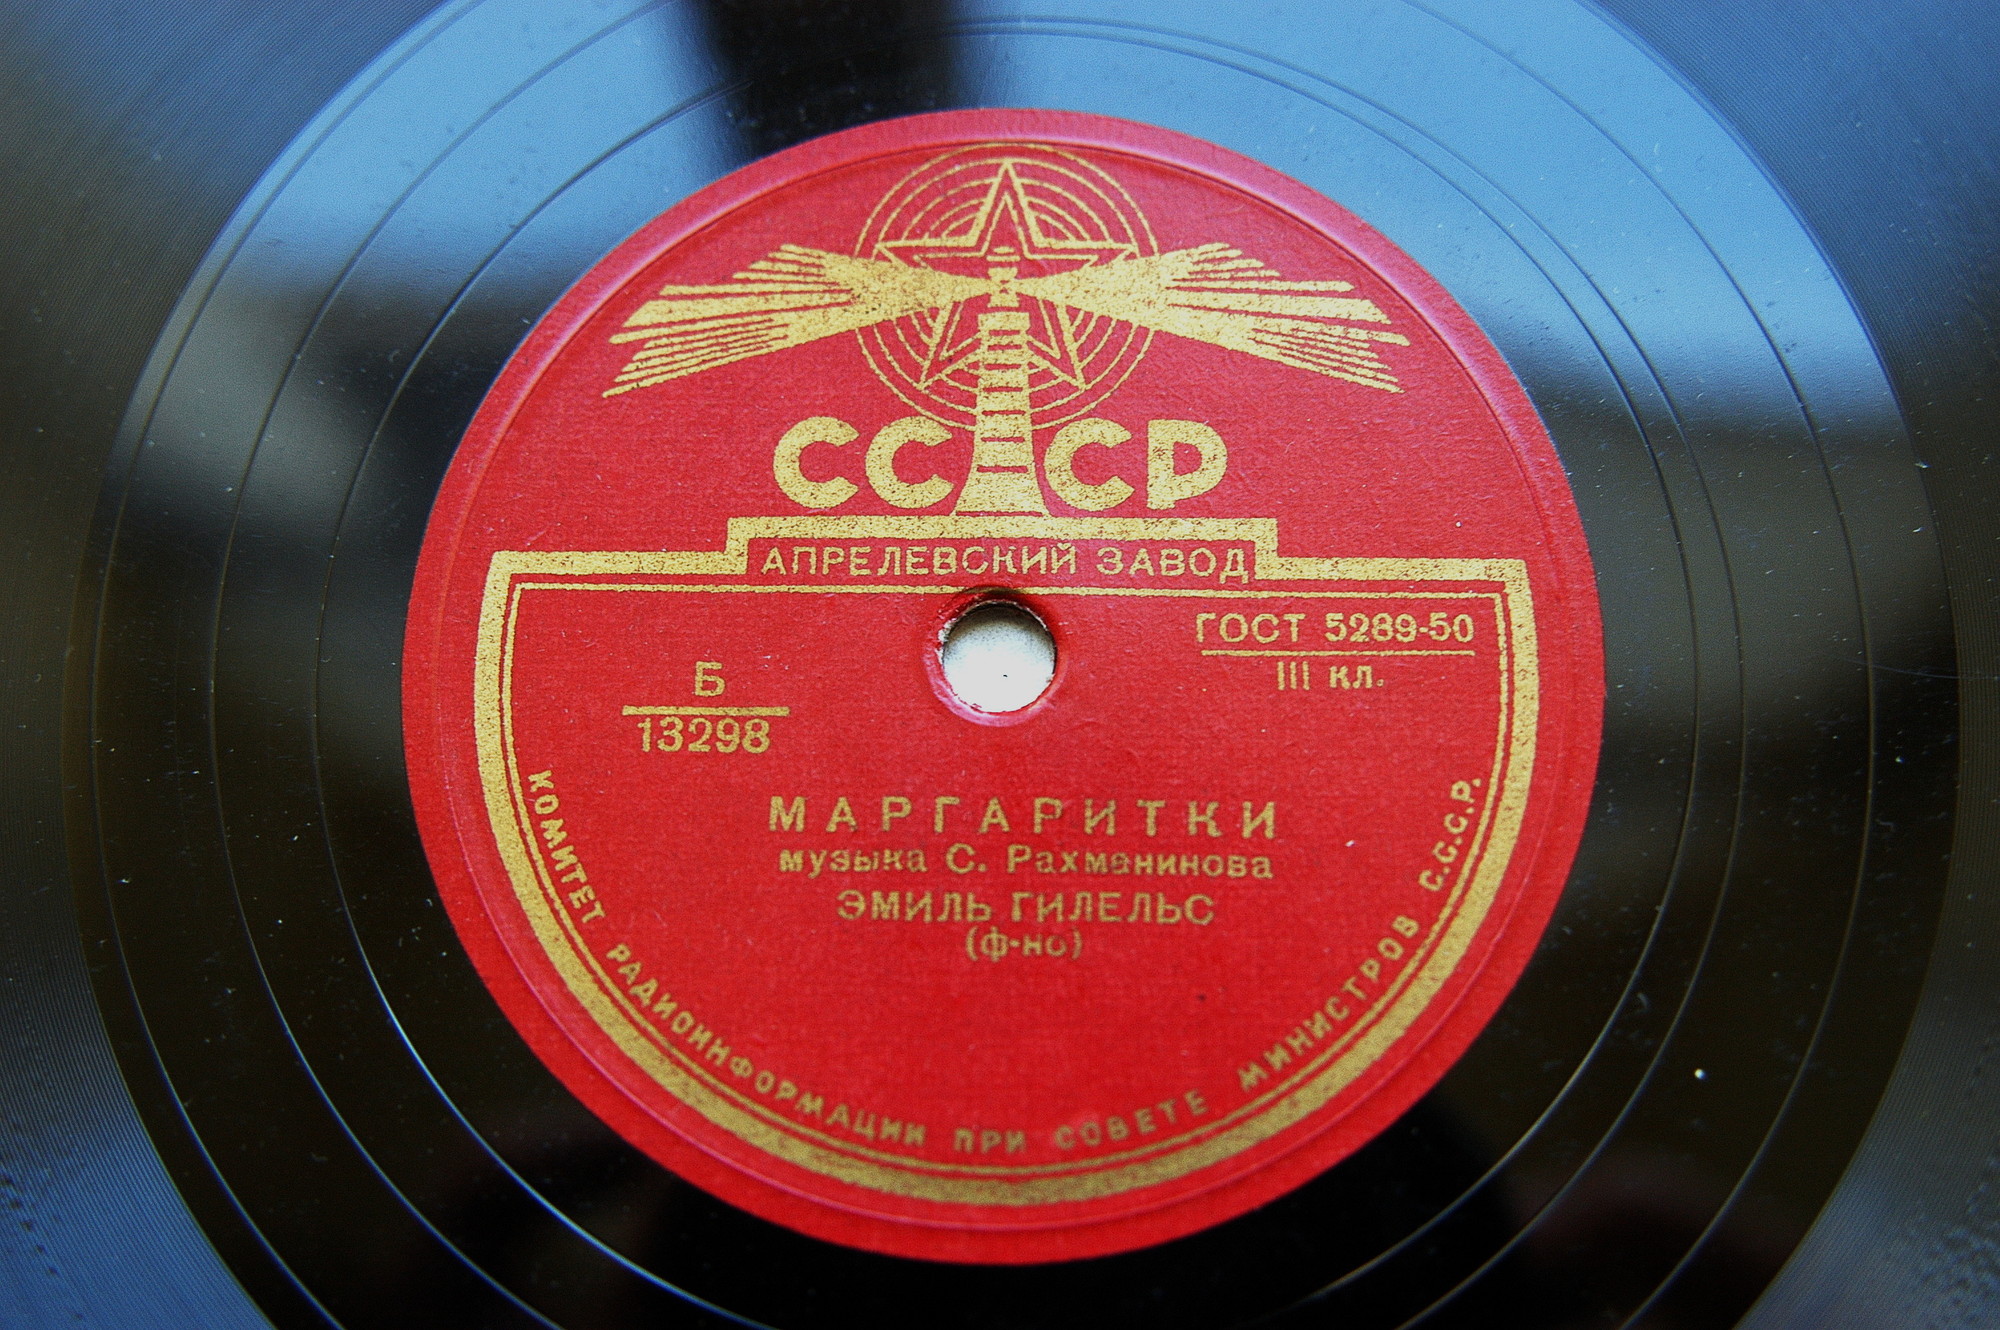 СССР
АПРЕЛЕВСКИЙ ЗАВОД
ГОСТ 5289-50
III кл.
Б
13298
МАРГАРИТКИ
музыка С. Рахманинова
ЭМИЛЬ ГИЛЕЛЬС
(ф-но)
КОМИТЕТ РАДИОИНФОРМАЦИИ ПРИ СОВЕТЕ МИНИСТРОВ С.С.С.Р.